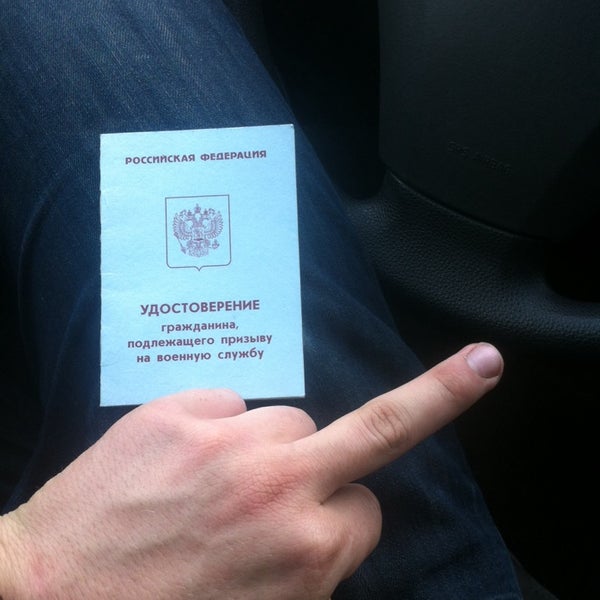 РОССИЙСКАЯ ФЕДЕРАЦИЯ
УДОСТОВЕРЕНИЕ
гражданина,
подлежащего призыву
на военную службу